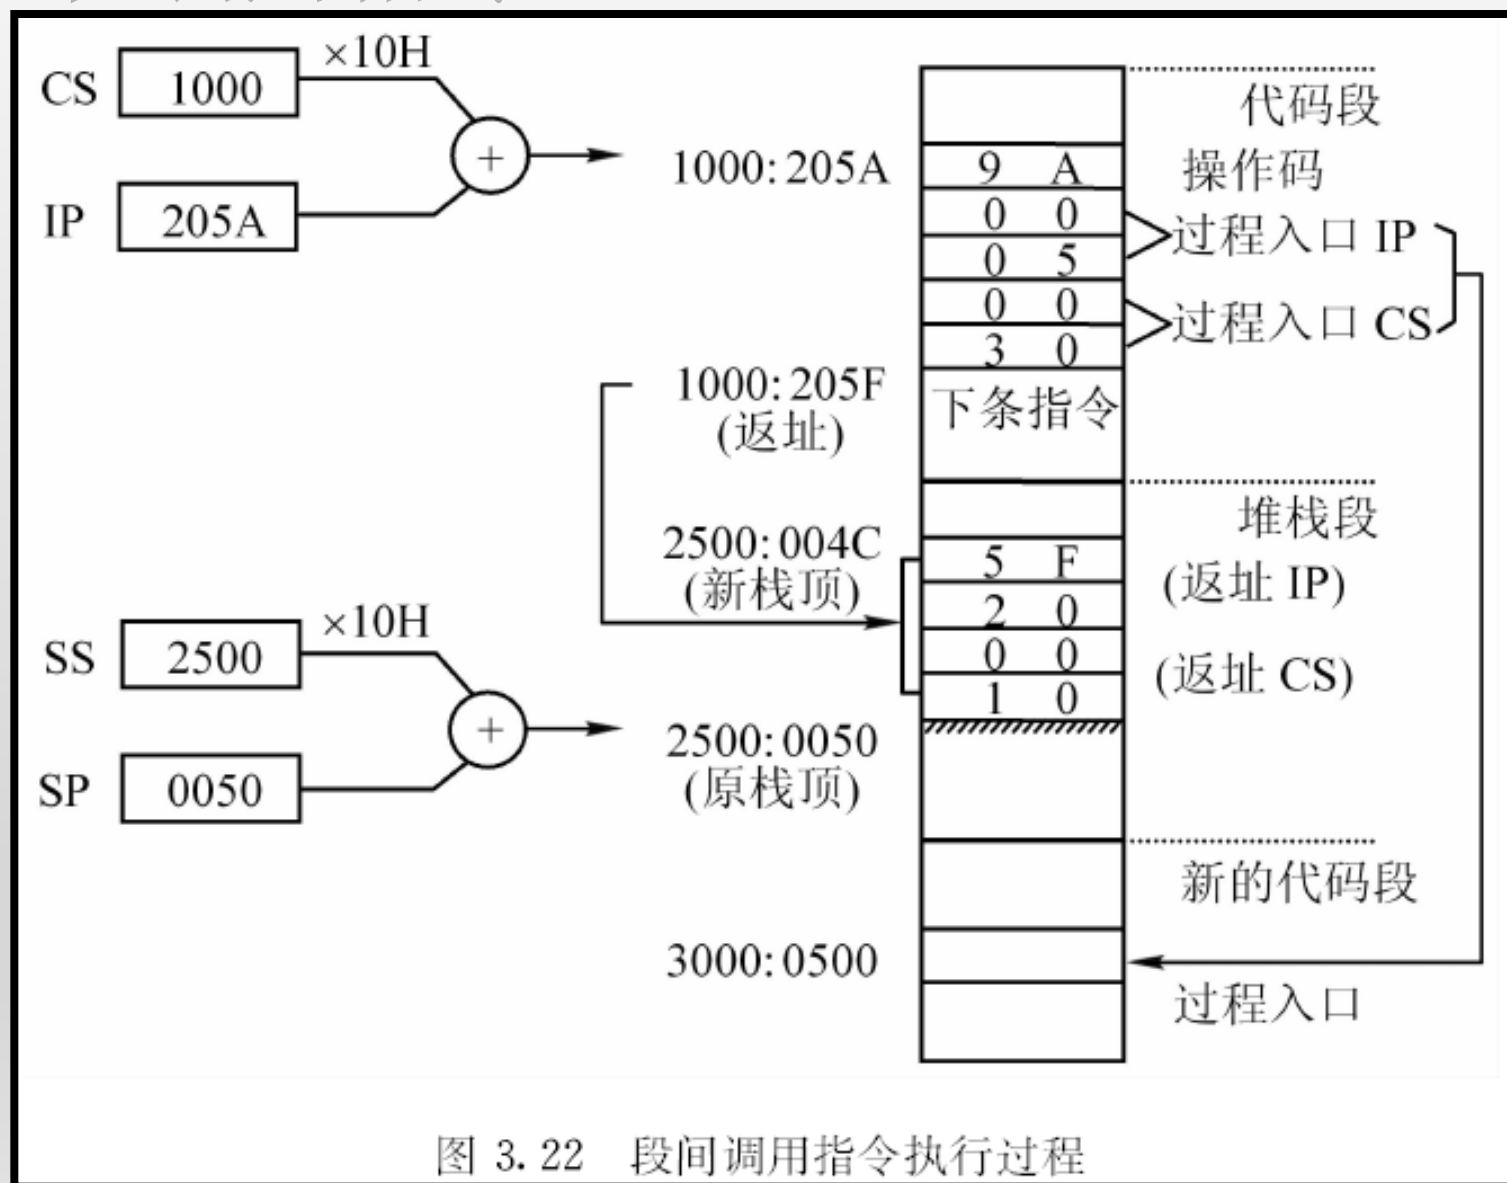 CS 1000 ×10H
IP 205A
+
1000:205A
9 A
0 0
0 5
0 0
3 0
代码段
操作码
过程入口 IP
过程入口 CS
1000:205F
(返址)
下条指令
堆栈段
2500:004C
(新栈顶)
5 F
2 0
0 0
1 0
(返址 IP)
(返址 CS)
SS 2500 ×10H
SP 0050
+
2500:0050
(原栈顶)
新的代码段
3000:0500
过程入口
图 3.22 段间调用指令执行过程